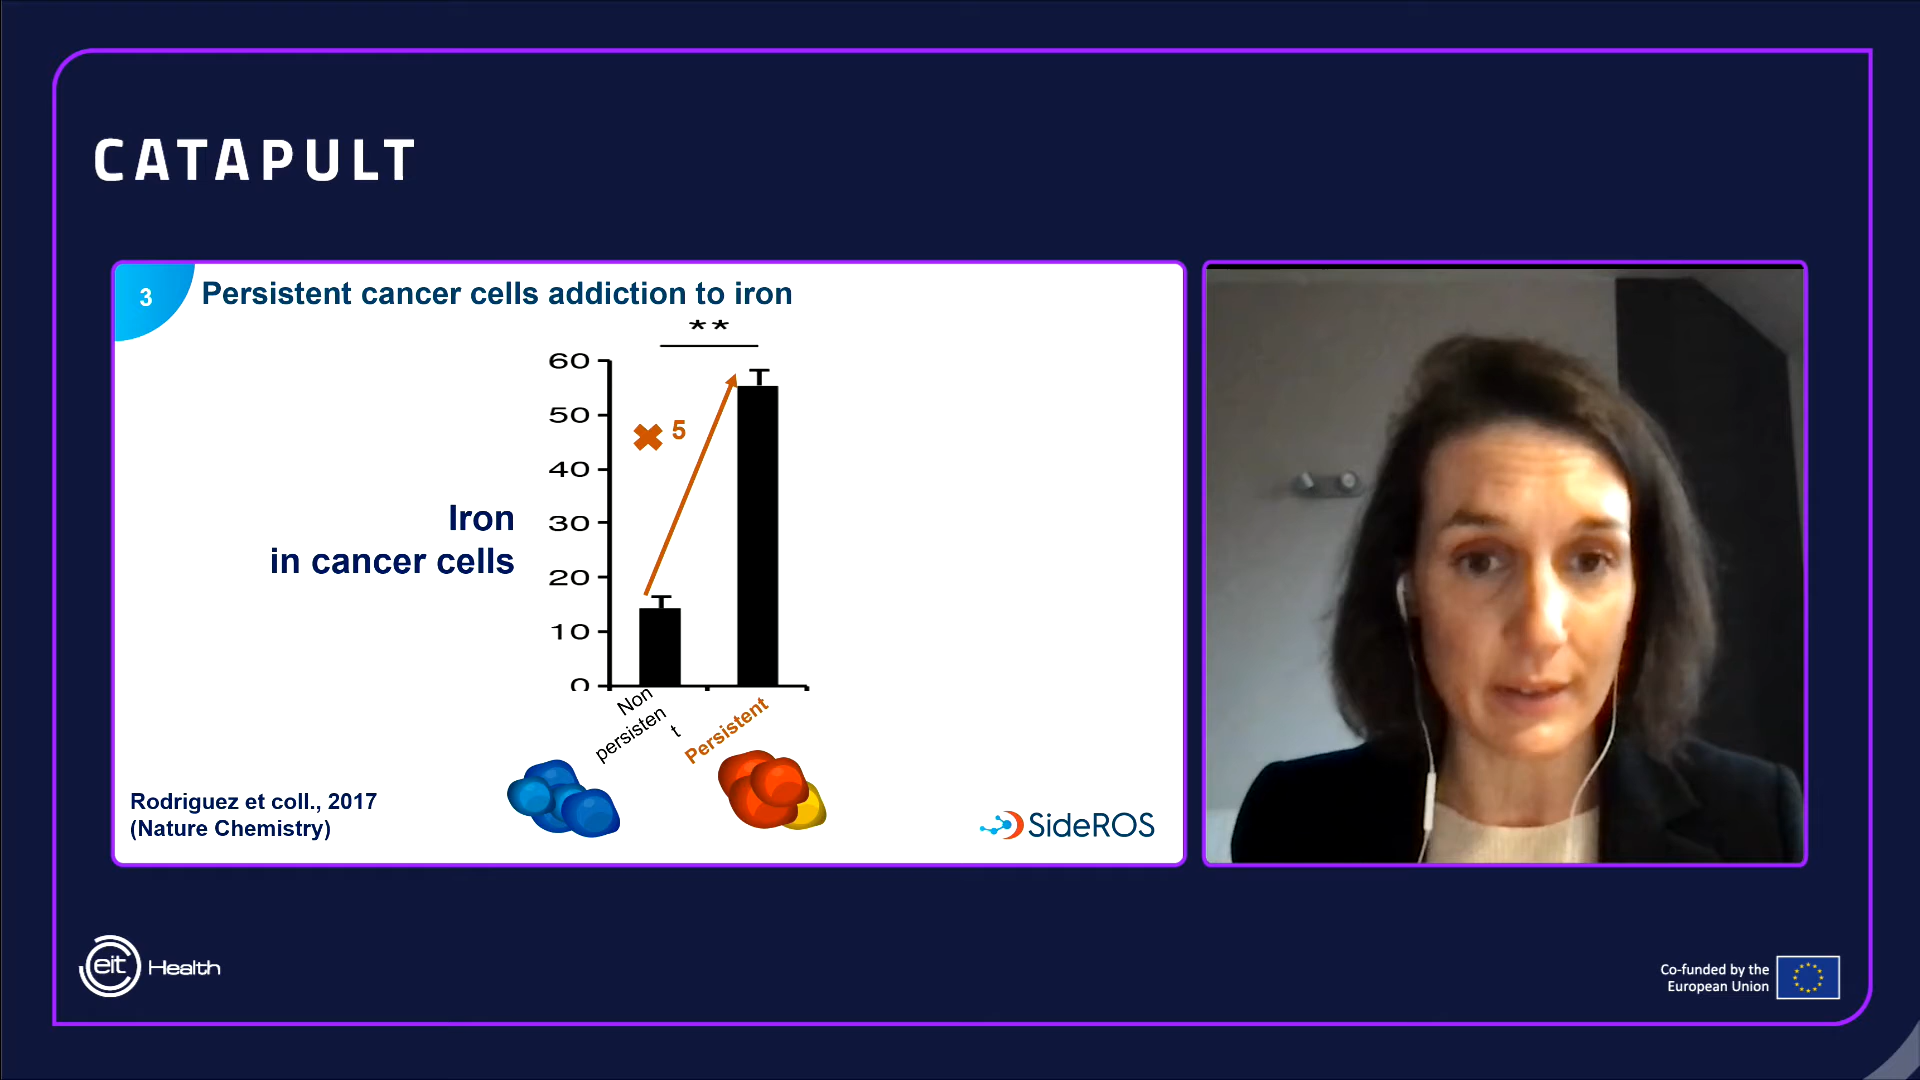 CATAPULT
3
Persistent cancer cells addiction to iron
**
60
50
40
30
20
10
0
✖ 5
Iron
in cancer cells
Non
persisten
t
Persistent
Rodriguez et coll., 2017
(Nature Chemistry)
SideROS
eit Health
Co-funded by the
European Union